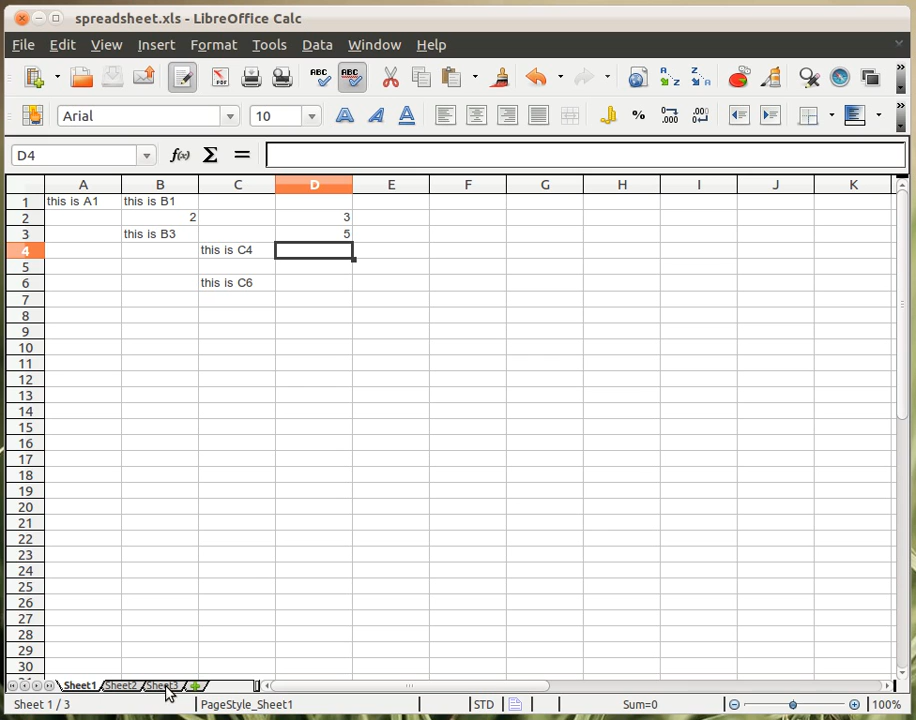 spreadsheet.xls - LibreOffice Calc
File Edit View Insert Format Tools Data Window Help
Arial 10
D4
A B C D E F G H I J K
1 this is A1 this is B1
2 2 3
3 this is B3 5
4 this is C4
5
6 this is C6
7
8
9
10
11
12
13
14
15
16
17
18
19
20
21
22
23
24
25
26
27
28
29
30
Sheet1 Sheet2 Sheet3
Sheet 1 / 3 PageStyle_Sheet1 STD Sum=0 100%